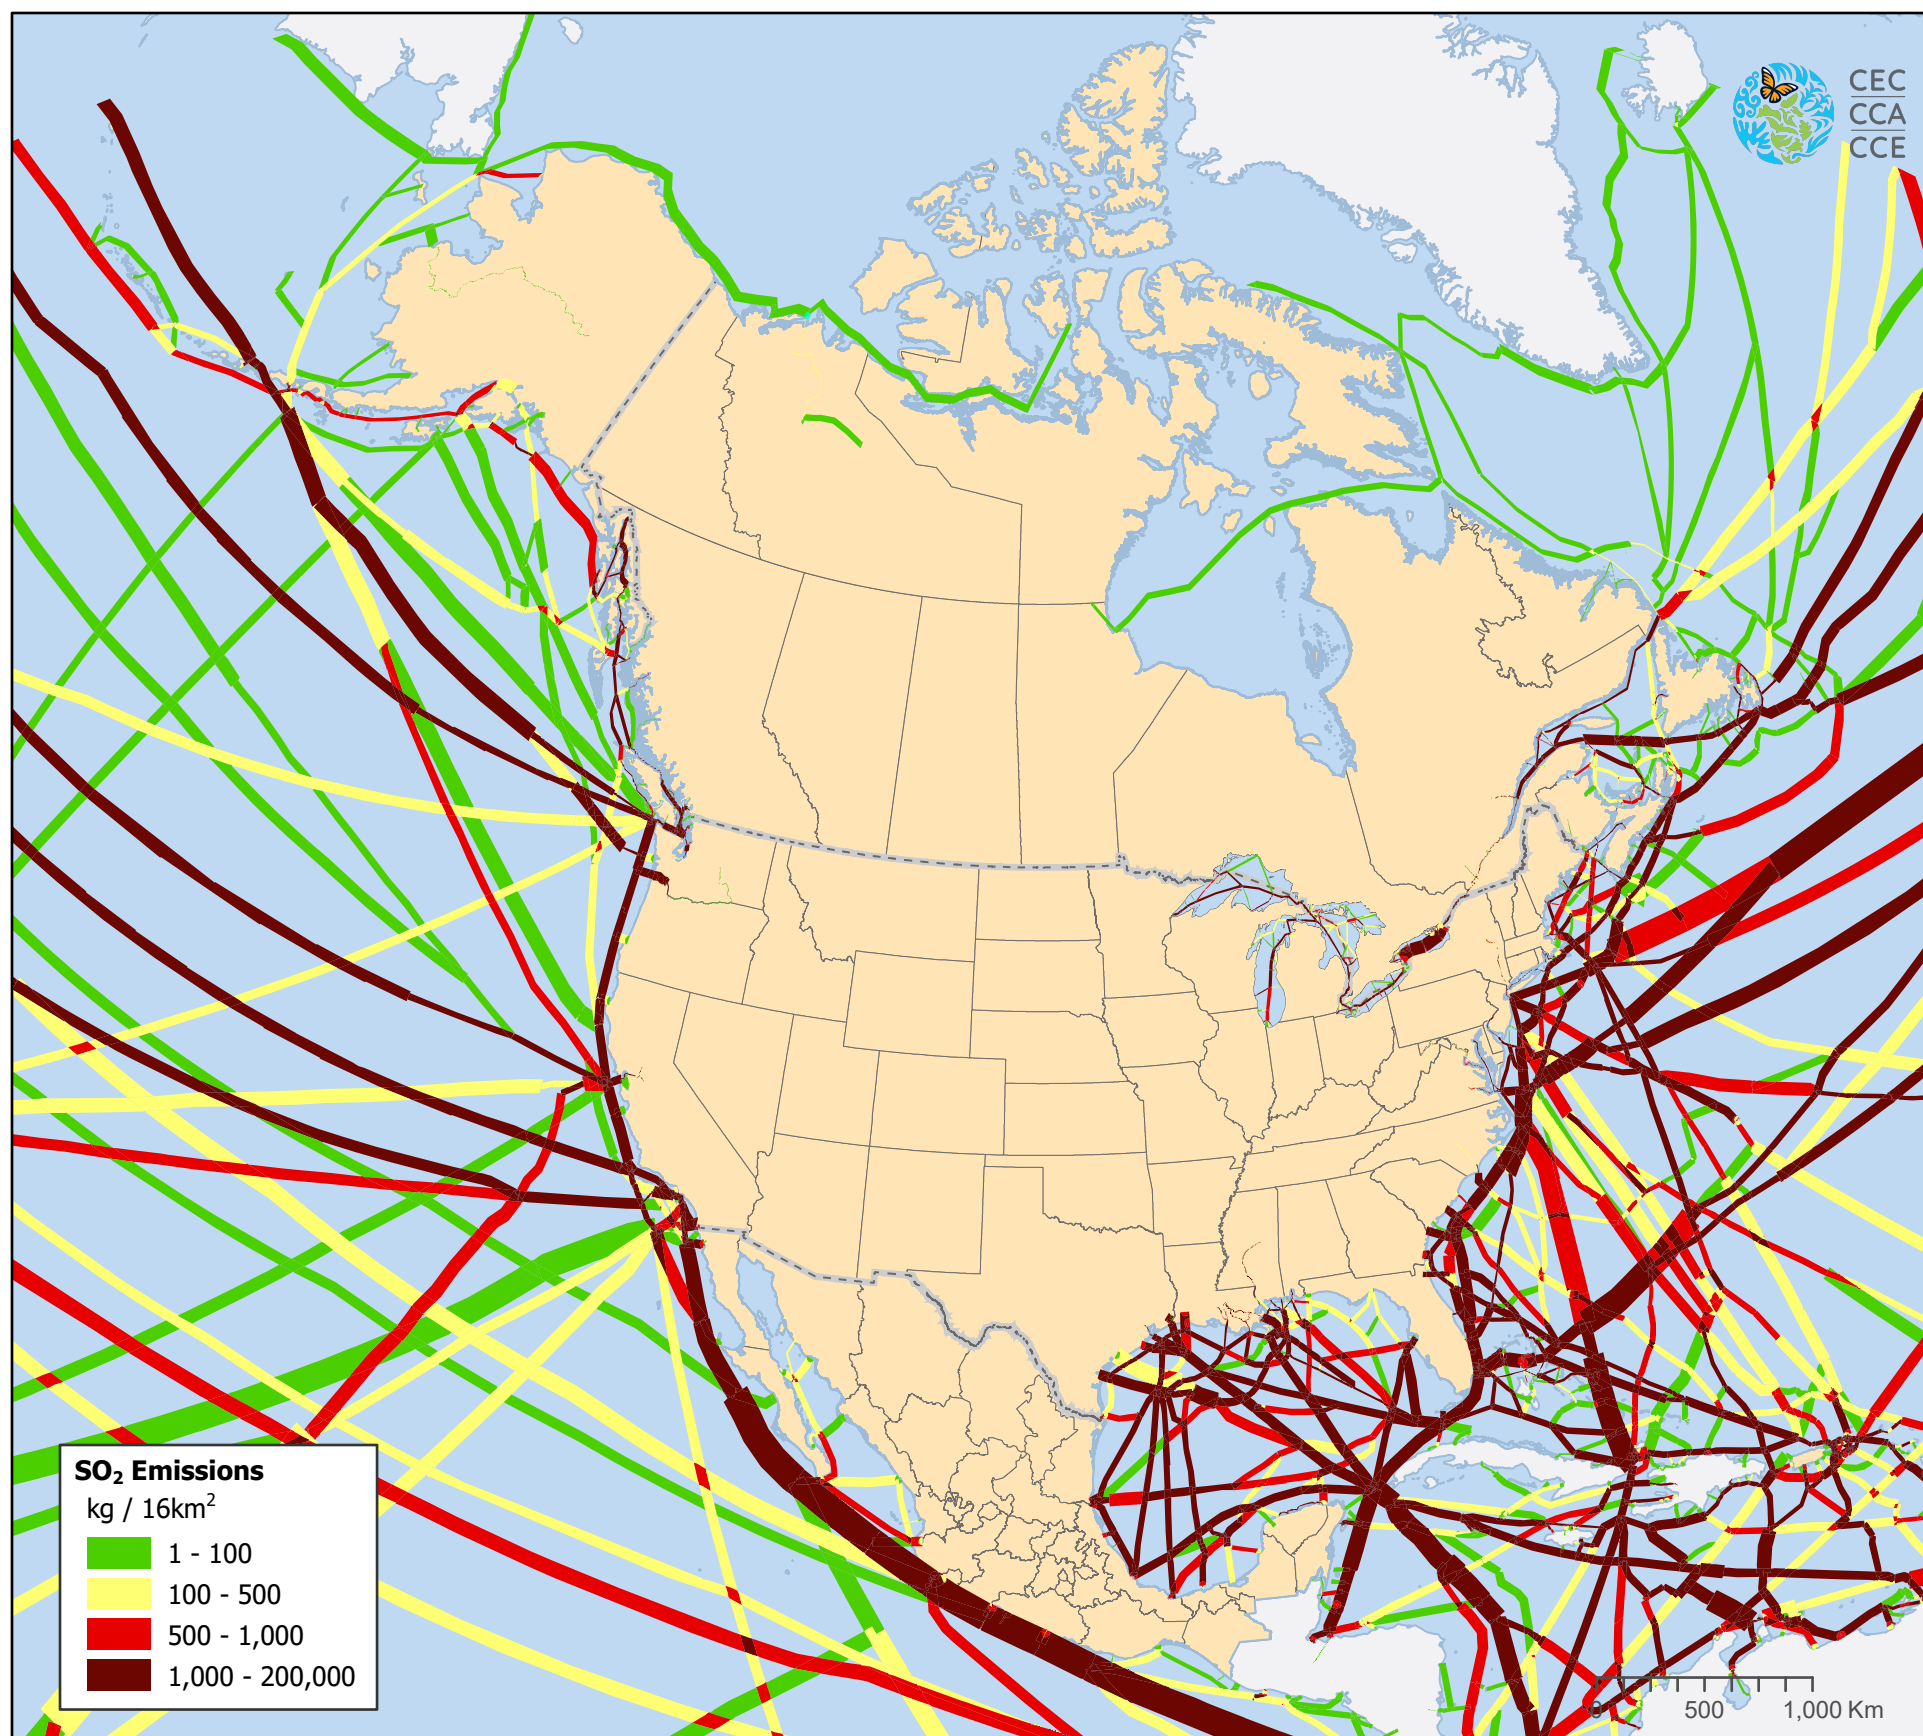 CEC
CCA
CCE
SO₂ Emissions
kg / 16km²
1 - 100
100 - 500
500 - 1,000
1,000 - 200,000
0 500 1,000 Km